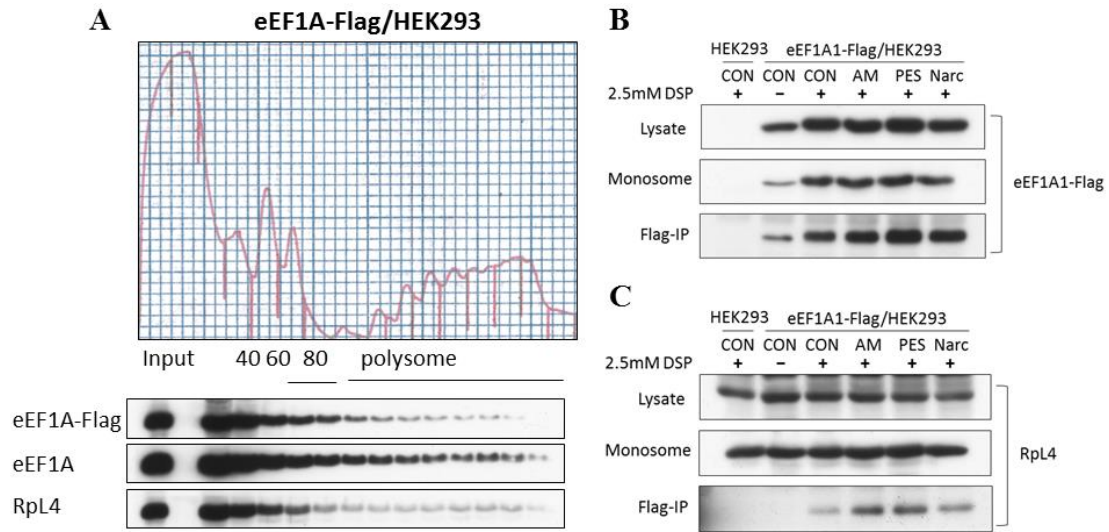 A
eEF1A-Flag/HEK293
Input 40 60 80 polysome
eEF1A-Flag
eEF1A
RpL4
B
HEK293 eEF1A1-Flag/HEK293
CON CON CON AM PES Narc
2.5mM DSP + − + + + +
Lysate
Monosome
Flag-IP
eEF1A1-Flag
C
HEK293 eEF1A1-Flag/HEK293
CON CON CON AM PES Narc
2.5mM DSP + − + + + +
Lysate
Monosome
Flag-IP
RpL4